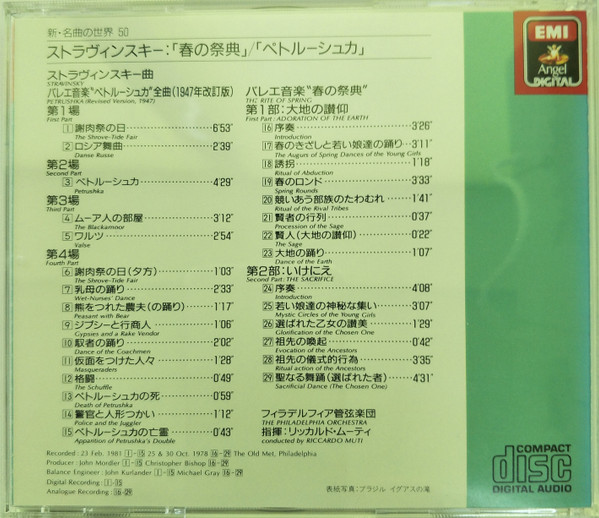 新・名曲の世界 50
ストラヴィンスキー:「春の祭典」/「ペトルーシュカ」
EMI
Angel
DIGITAL
ストラヴィンスキー曲
STRAVINSKY
バレエ音楽“ペトルーシュカ”全曲(1947年改訂版)
PETRUSHKA (Revised Version, 1947)
第1場
First Part
1 謝肉祭の日 6'53"
The Shrove-Tide Fair
2 ロシア舞曲 2'39"
Danse Russe
第2場
Second Part
3 ペトルーシュカ 4'29"
Petrushka
第3場
Third Part
4 ムーア人の部屋 3'12"
The Blackamoor
5 ワルツ 2'54"
Valse
第4場
Fourth Part
6 謝肉祭の日(夕方) 1'03"
The Shrove-Tide Fair
7 乳母の踊り 2'33"
Wet-Nurses' Dance
8 熊をつれた農夫(の踊り) 1'17"
Peasant with Bear
9 ジプシーと行商人 1'06"
Gypsies and a Rake Vendor
10 馭者の踊り 2'02"
Dance of the Coachmen
11 仮面をつけた人々 1'28"
Masqueraders
12 格闘 0'49"
The Scuffle
13 ペトルーシュカの死 0'59"
Death of Petrushka
14 警官と人形つかい 1'12"
Police and the Juggler
15 ペトルーシュカの亡霊 0'43"
Apparition of Petrushka's Double
バレエ音楽“春の祭典”
THE RITE OF SPRING
第1部:大地の讃仰
First Part: ADORATION OF THE EARTH
16 序奏 3'26"
Introduction
17 春のきざしと若い娘達の踊り 3'11"
The Augurs of Spring Dances of the Young Girls
18 誘拐 1'18"
Ritual of Abduction
19 春のロンド 3'33"
Spring Rounds
20 競いあう部族のたわむれ 1'41"
Ritual of the Rival Tribes
21 賢者の行列 0'37"
Procession of the Sage
22 賢人(大地の讃仰) 0'22"
The Sage
23 大地の踊り 1'07"
Dance of the Earth
第2部:いけにえ
Second Part: THE SACRIFICE
24 序奏 4'08"
Introduction
25 若い娘達の神秘な集い 3'07"
Mystic Circles of the Young Girls
26 選ばれた乙女の讃美 1'29"
Glorification of the Chosen One
27 祖先の喚起 0'42"
Evocation of the Ancestors
28 祖先の儀式的行為 3'35"
Ritual action of the Ancestors
29 聖なる舞踊(選ばれた者) 4'31"
Sacrificial Dance (The Chosen One)
フィラデルフィア管弦楽団
THE PHILADELPHIA ORCHESTRA
指揮:リッカルド・ムーティ
conducted by RICCARDO MUTI
Recorded : 23 Feb. 1981 1-15 25 & 30 Oct. 1978 16-29 The Old Met, Philadelphia
Producer : John Mordler 1-15 Christopher Bishop 16-29
Balance Engineer : John Kurlander 1-15 Michael Gray 16-29
Digital Recording : 1-15
Analogue Recording : 16-29
表紙写真:ブラジル イグアスの滝
COMPACT
disc
DIGITAL AUDIO